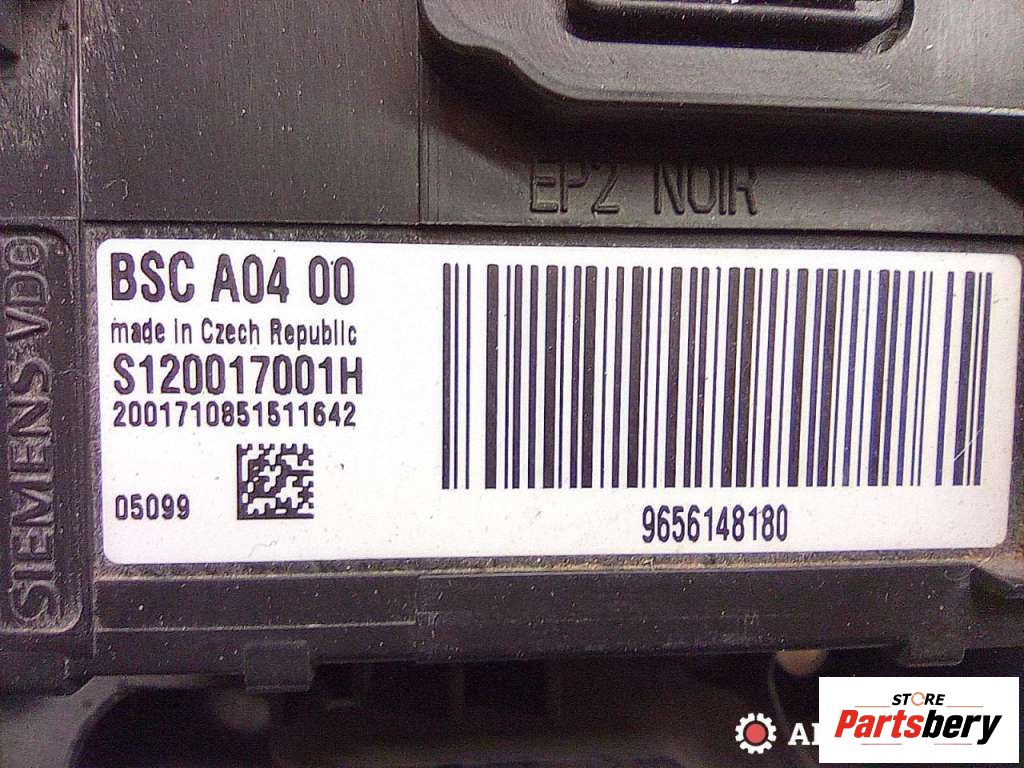 EP2 NOIR
SIEMENS VDO
BSC A04 00
made in Czech Republic
S120017001H
2001710851511642
05099
9656148180
STORE
Partsbery